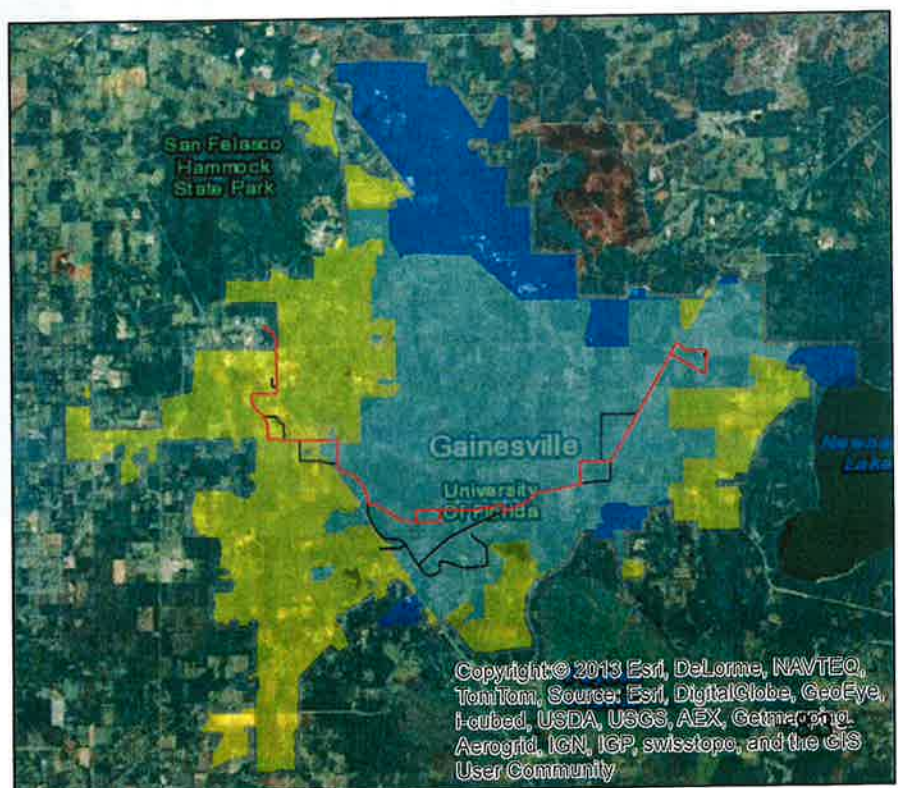 San Felasco
Hammock
State Park
Gainesville
University
Of Florida
Lake
Copyright:© 2013 Esri, DeLorme, NAVTEQ,
TomTom, Source: Esri, DigitalGlobe, GeoEye,
i-cubed, USDA, USGS, AEX, Getmapping,
Aerogrid, IGN, IGP, swisstopo, and the GIS
User Community